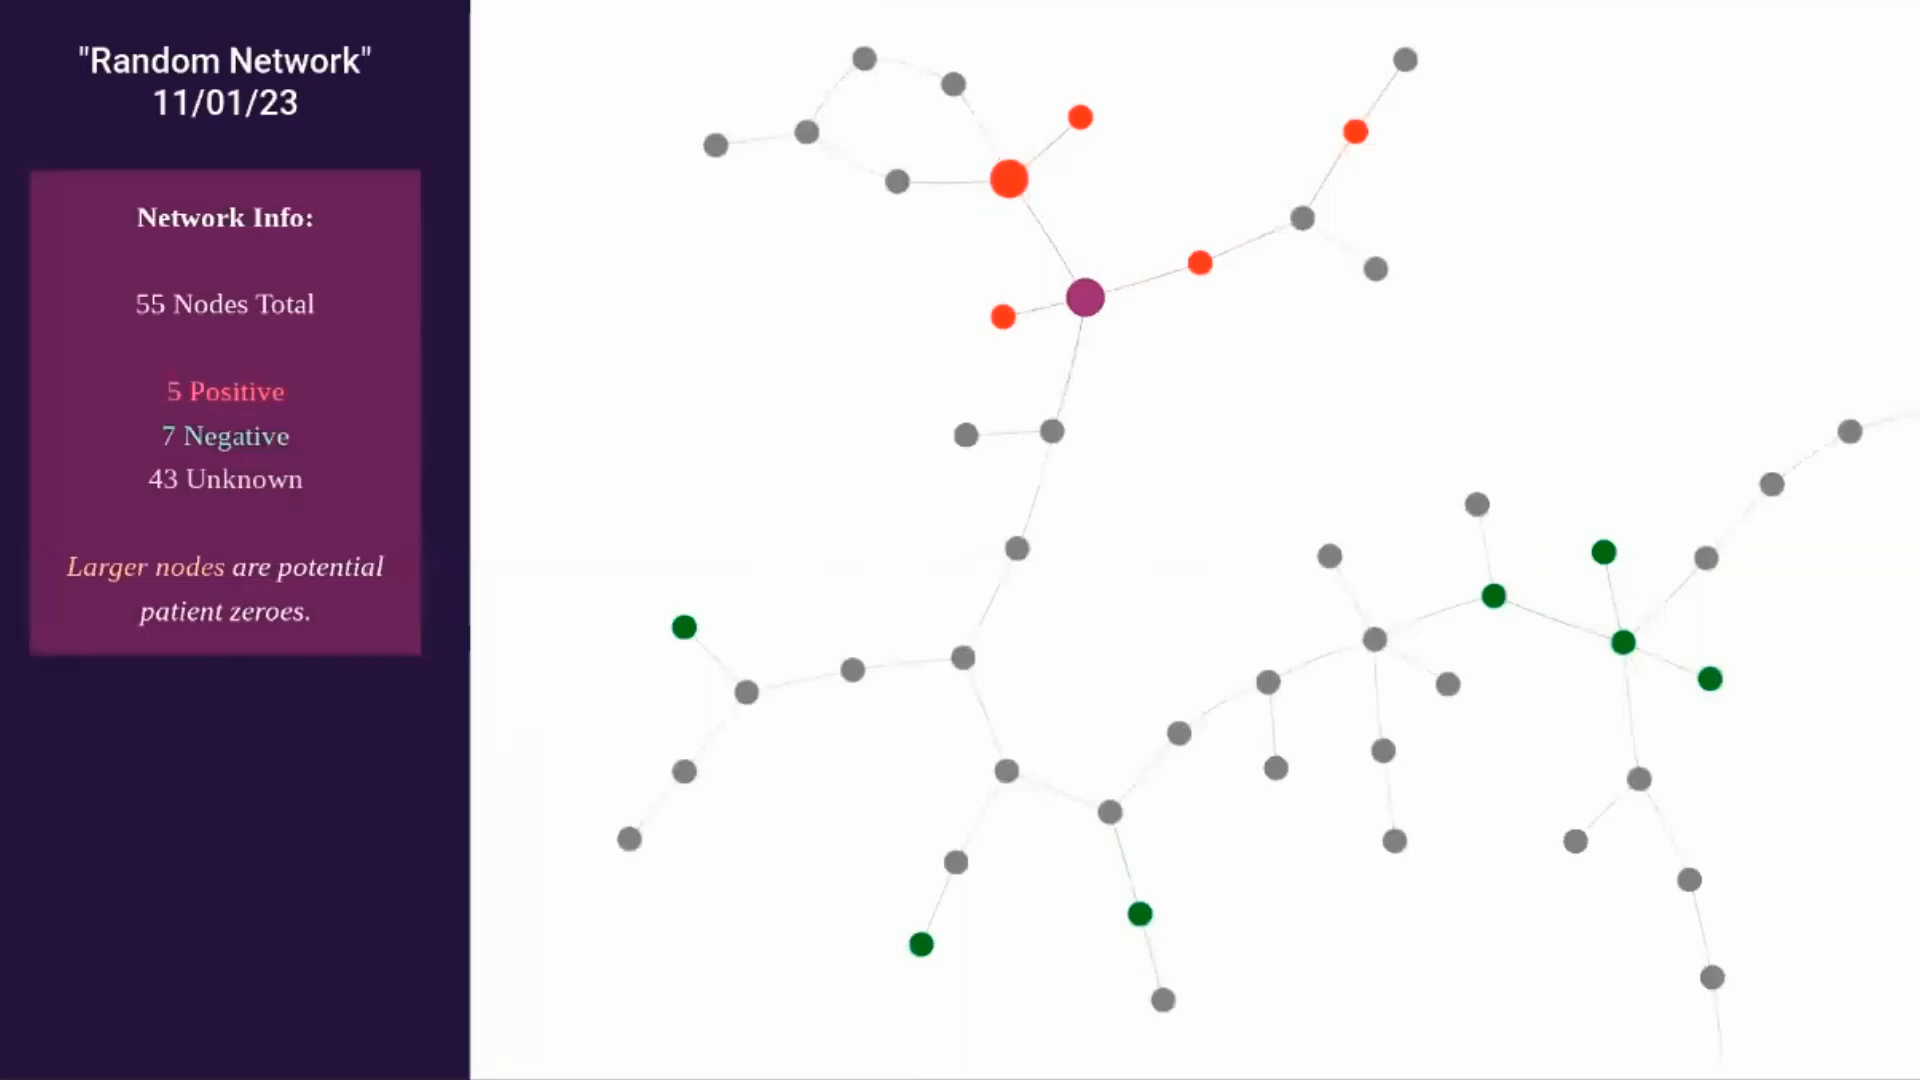 "Random Network"
11/01/23
Network Info:
55 Nodes Total
5 Positive
7 Negative
43 Unknown
Larger nodes are potential
patient zeroes.